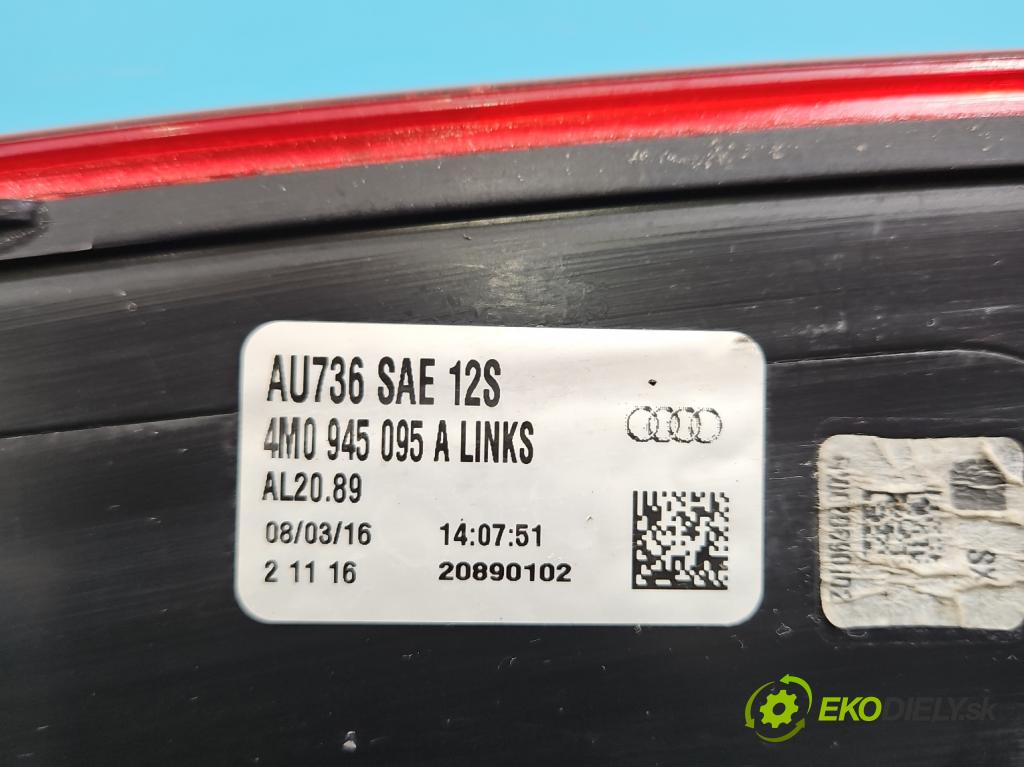 AU736 SAE 12S
4M0 945 095 A LINKS
AL20.89
08/03/16 14:07:51
2 11 16 20890102
SX
EKODIELY.sk